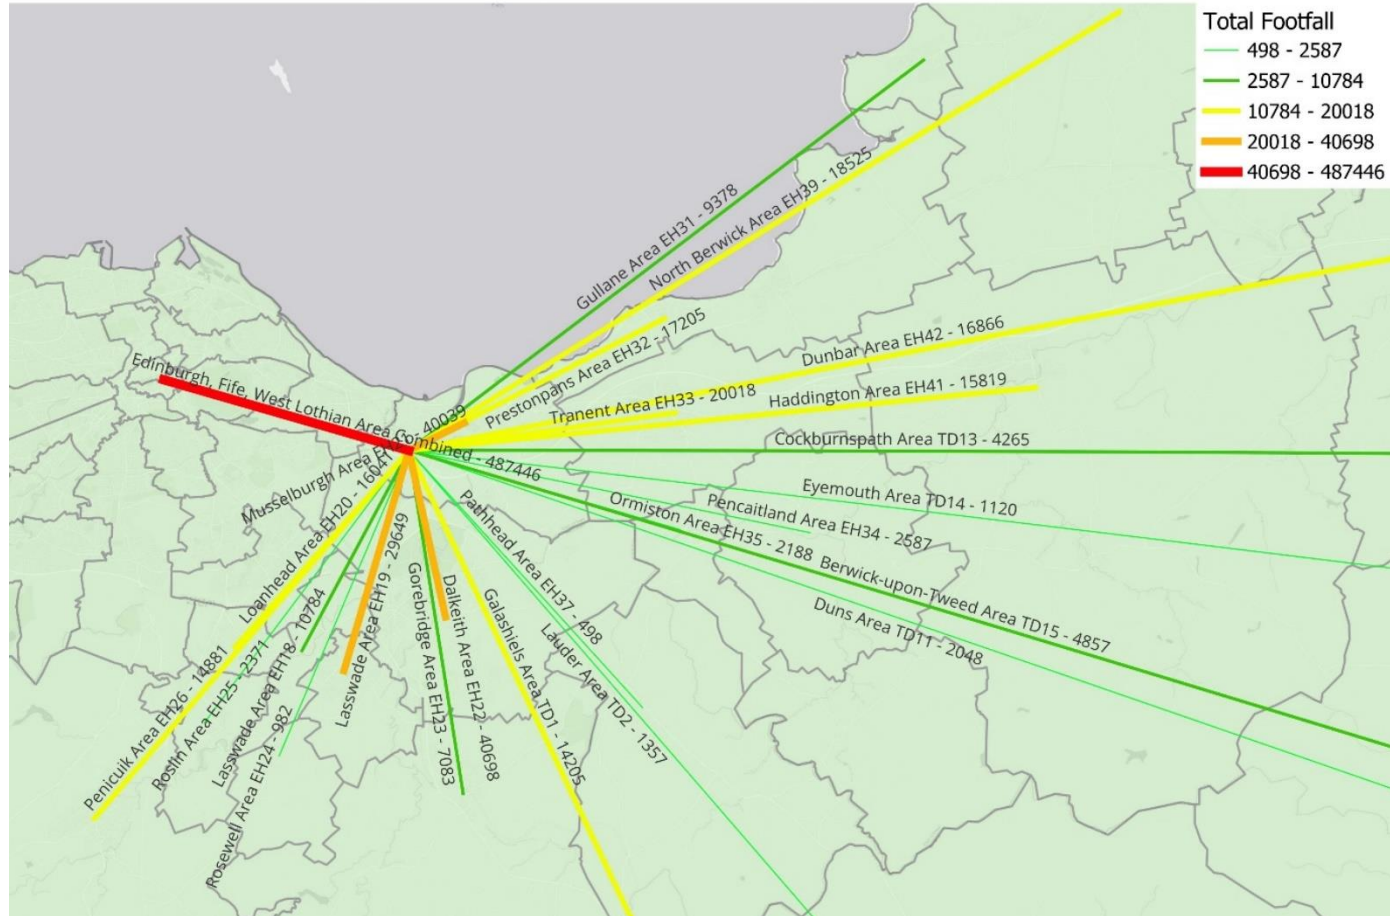 Total Footfall
498 - 2587
2587 - 10784
10784 - 20018
20018 - 40698
40698 - 487446
Gullane Area EH31 - 9378
North Berwick Area EH39 - 18525
Prestonpans Area EH32 - 17205
Dunbar Area EH42 - 16866
Tranent Area EH33 - 20018
Haddington Area EH41 - 15819
Edinburgh, Fife, West Lothian Area Combined - 487446
Cockburnspath Area TD13 - 4265
Musselburgh Area - 40039
Eyemouth Area TD14 - 1120
Pencaitland Area EH34 - 2587
Ormiston Area EH35 - 2188
Berwick-upon-Tweed Area TD15 - 4857
Duns Area TD11 - 2048
Pathhead Area EH37 - 498
Lauder Area TD2 - 1357
Galashiels Area TD1 - 14205
Dalkeith Area EH22 - 40698
Gorebridge Area EH23 - 7083
Lasswade Area EH19 - 29649
Loanhead Area EH20 - 16041
Lasswade Area EH18 - 10784
Rosewell Area EH24 - 982
Roslin Area EH25 - 2371
Penicuik Area EH26 - 14881